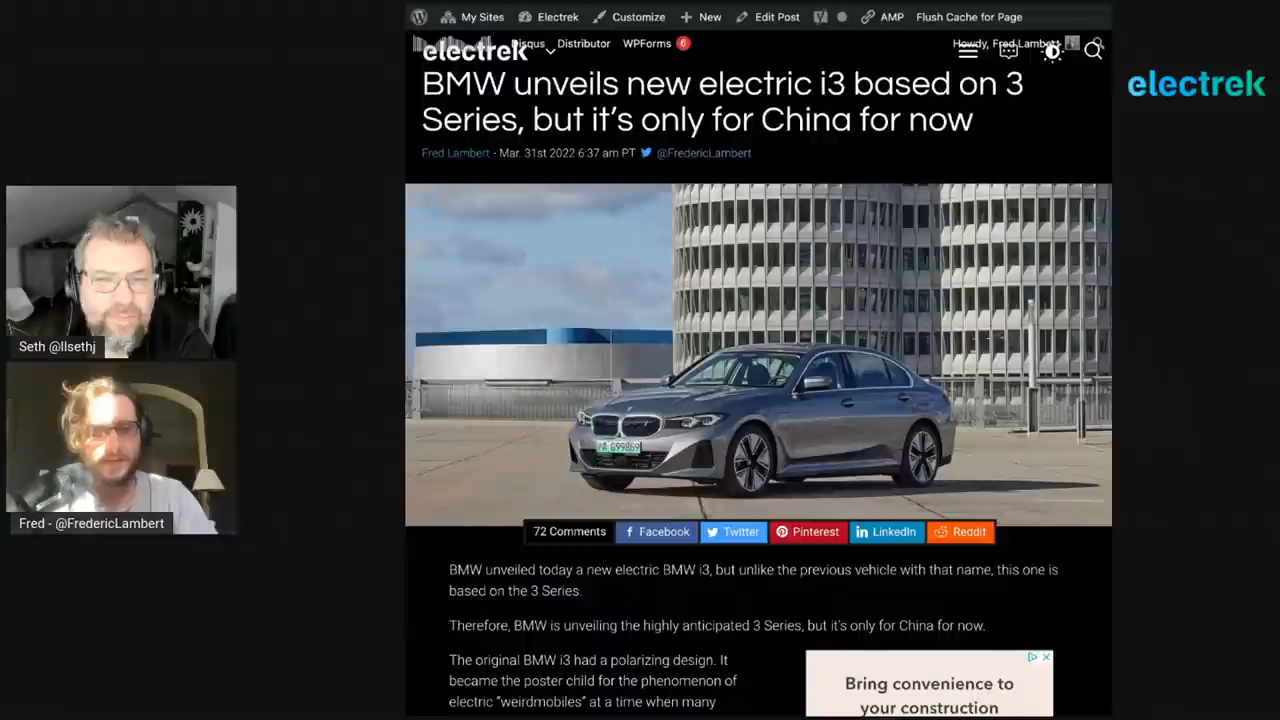 My Sites Electrek Customize New Edit Post AMP Flush Cache for Page
Disqus Distributor WPForms 6 Howdy, Fred Lambert
electrek
electrek
BMW unveils new electric i3 based on 3
Series, but it's only for China for now
Fred Lambert - Mar. 31st 2022 6:37 am PT @FredericLambert
Seth @llsethj
Fred - @FredericLambert
72 Comments Facebook Twitter Pinterest LinkedIn Reddit
BMW unveiled today a new electric BMW i3, but unlike the previous vehicle with that name, this one is
based on the 3 Series.
Therefore, BMW is unveiling the highly anticipated 3 Series, but it's only for China for now.
The original BMW i3 had a polarizing design. It
became the poster child for the phenomenon of
electric "weirdmobiles" at a time when many
Bring convenience to
your construction